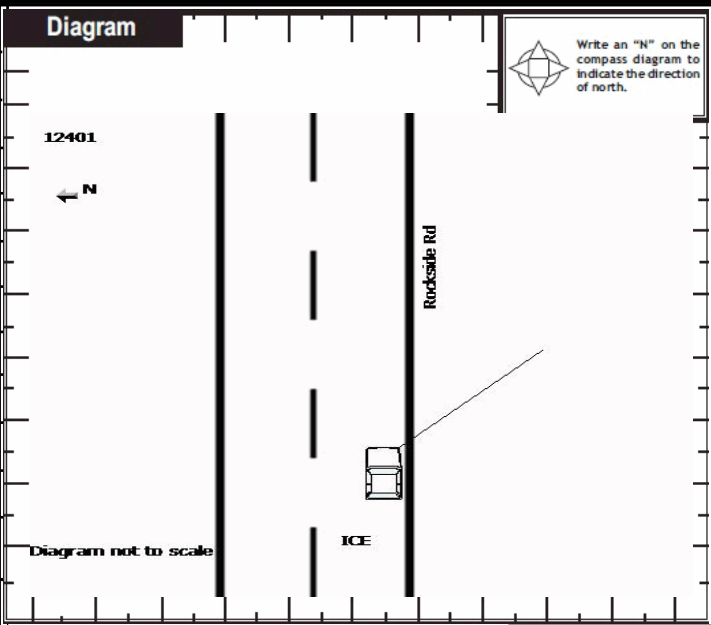 Diagram
Write an “N” on the
compass diagram to
indicate the direction
of north.
12401
N
Rockside Rd
ICE
Diagram not to scale